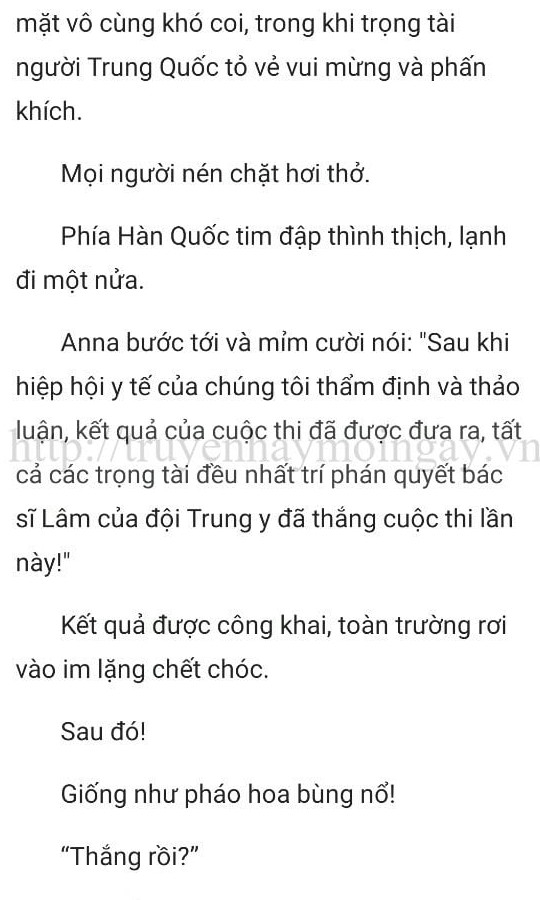 mặt vô cùng khó coi, trong khi trọng tài
người Trung Quốc tỏ vẻ vui mừng và phấn
khích.
Mọi người nén chặt hơi thở.
Phía Hàn Quốc tim đập thình thịch, lạnh
đi một nửa.
Anna bước tới và mỉm cười nói: "Sau khi
hiệp hội y tế của chúng tôi thẩm định và thảo
luận, kết quả của cuộc thi đã được đưa ra, tất
http://truyenhaymoingay.vn
cả các trọng tài đều nhất trí phán quyết bác
sĩ Lâm của đội Trung y đã thắng cuộc thi lần
này!"
Kết quả được công khai, toàn trường rơi
vào im lặng chết chóc.
Sau đó!
Giống như pháo hoa bùng nổ!
“Thắng rồi?”